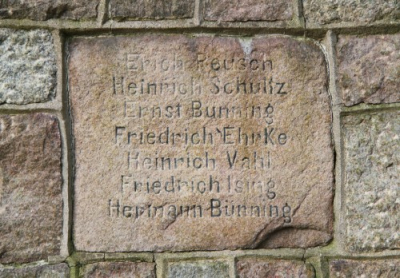 Erich Reusch
Heinrich Schultz
Ernst Bünning
Friedrich Ehrke
Heinrich Vahl
Friedrich Ising
Hermann Bünning